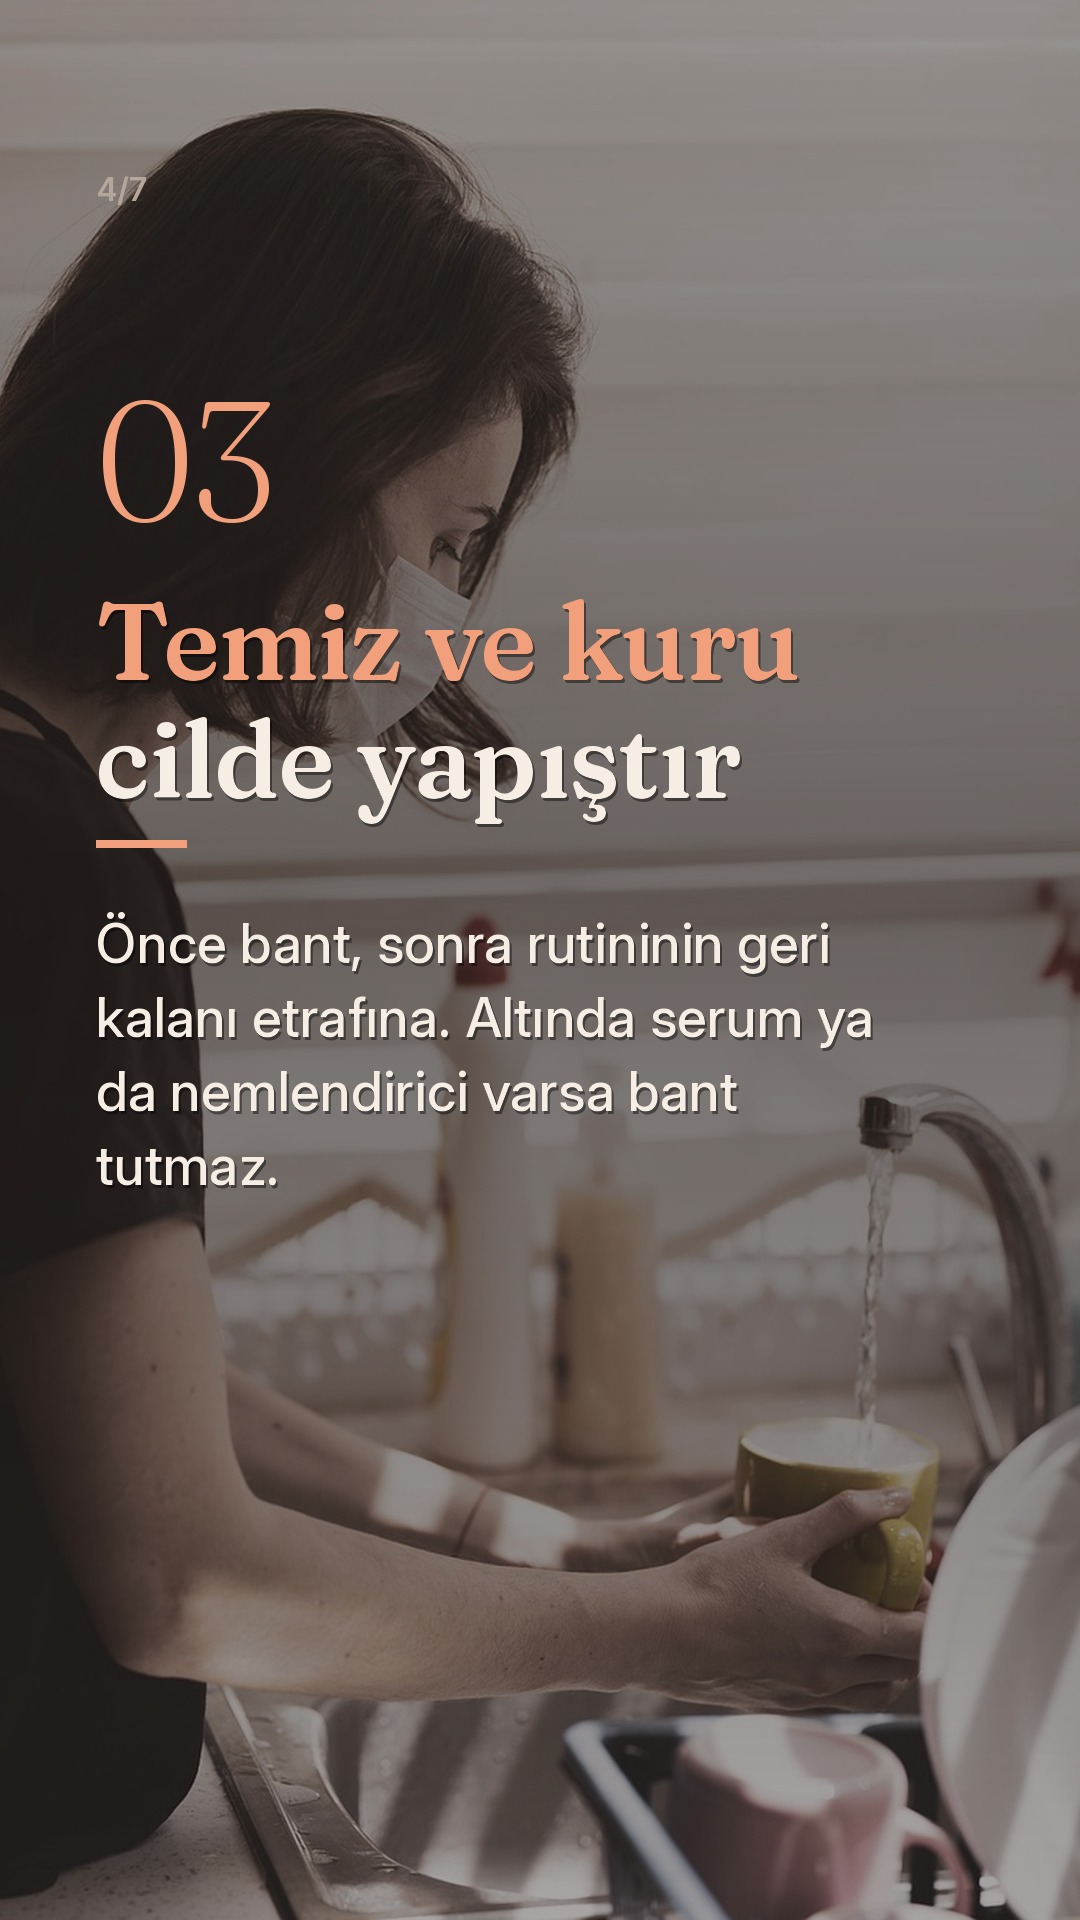 4/7
03
Temiz ve kuru
cilde yapıştır
Önce bant, sonra rutininin geri
kalanı etrafına. Altında serum ya
da nemlendirici varsa bant
tutmaz.